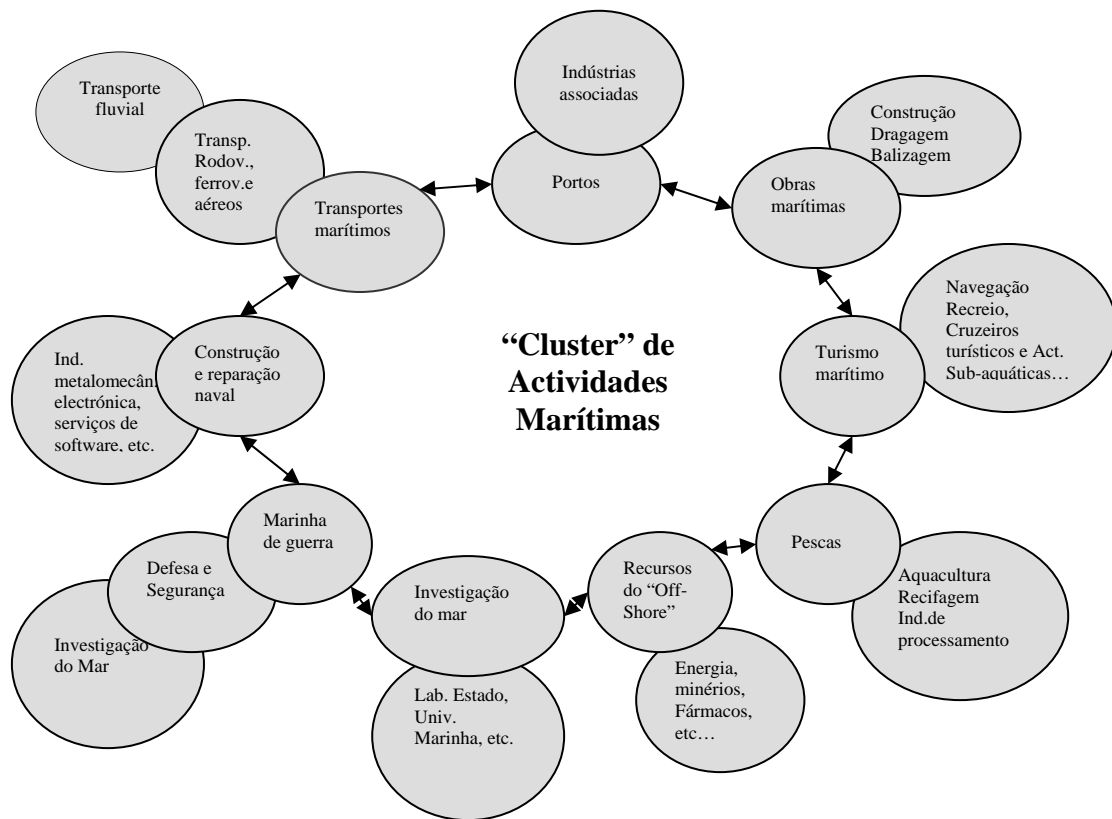 Transporte
fluvial
Transp.
Rodov.,
ferrov.e
aéreos
Transportes
marítimos
Indústrias
associadas
Portos
Construção
Dragagem
Balizagem
Obras
marítimas
Navegação
Recreio,
Cruzeiros
turísticos e Act.
Sub-aquáticas…
Turismo
marítimo
“Cluster” de
Actividades
Marítimas
Construção
e reparação
naval
Ind.
metalomecân.
electrónica,
serviços de
software, etc.
Marinha
de guerra
Defesa e
Segurança
Investigação
do Mar
Investigação
do mar
Lab. Estado,
Univ.
Marinha, etc.
Recursos
do “Off-
Shore”
Energia,
minérios,
Fármacos,
etc…
Pescas
Aquacultura
Recifagem
Ind.de
processamento